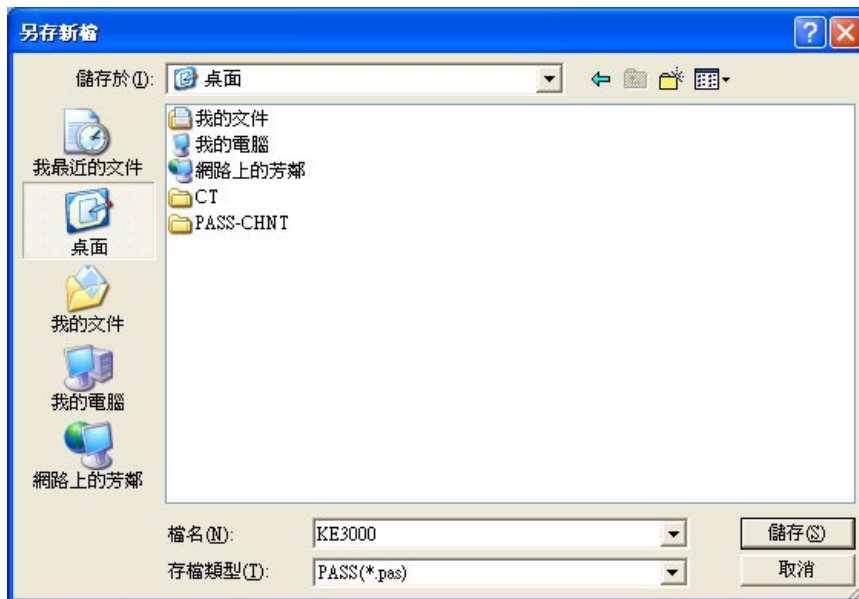 另存新檔
儲存於(I):
桌面
我最近的文件
桌面
我的文件
我的電腦
網路上的芳鄰
我的文件
我的電腦
網路上的芳鄰
CT
PASS-CHNT
檔名(N):
KE3000
儲存(S)
存檔類型(T):
PASS(*.pas)
取消